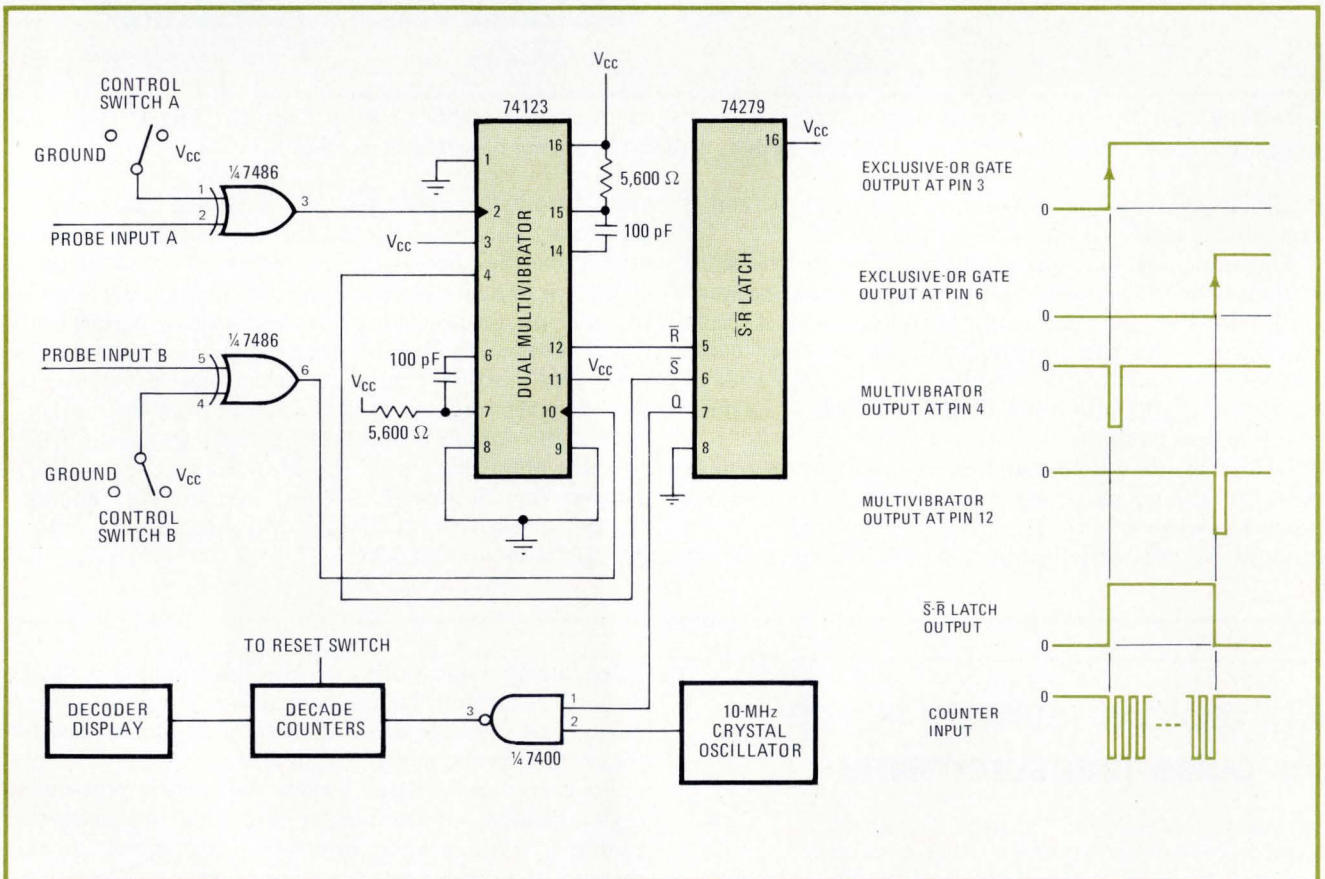 CONTROL
SWITCH A
GROUND
VCC
¼ 7486
1
2
3
PROBE INPUT A
PROBE INPUT B
¼ 7486
5
4
6
GROUND
VCC
CONTROL
SWITCH B
VCC
74123
DUAL MULTIVIBRATOR
1
2
VCC
3
4
100 pF
6
VCC
7
5,600 Ω
8
16
5,600 Ω
15
100 pF
14
12
VCC
11
10
9
74279
S̄-R̄ LATCH
16
VCC
R̄
5
S̄
6
Q
7
8
TO RESET SWITCH
DECODER
DISPLAY
DECADE
COUNTERS
3
1
2
¼ 7400
10-MHz
CRYSTAL
OSCILLATOR
EXCLUSIVE-OR GATE
OUTPUT AT PIN 3
0
EXCLUSIVE-OR GATE
OUTPUT AT PIN 6
0
MULTIVIBRATOR
OUTPUT AT PIN 4
0
MULTIVIBRATOR
OUTPUT AT PIN 12
0
S̄-R̄ LATCH
OUTPUT
0
COUNTER
INPUT
0